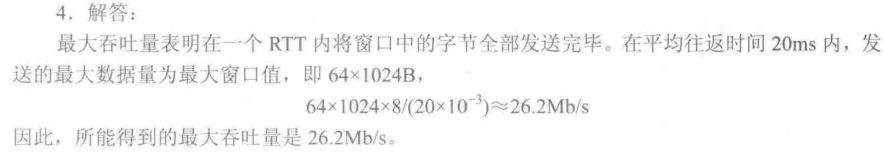 4．解答：
最大吞吐量表明在一个 RTT 内将窗口中的字节全部发送完毕。在平均往返时间 20ms 内，发
送的最大数据量为最大窗口值，即 64×1024B，
64×1024×8/(20×10⁻³)≈26.2Mb/s
因此，所能得到的最大吞吐量是 26.2Mb/s。